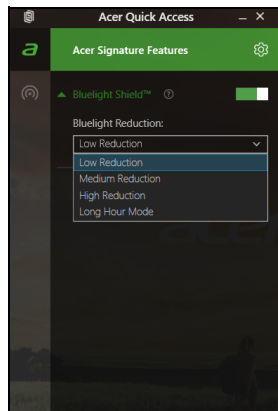 Acer Quick Access
a
Acer Signature Features
Bluelight Shield™ ?
Bluelight Reduction:
Low Reduction
Low Reduction
Medium Reduction
High Reduction
Long Hour Mode